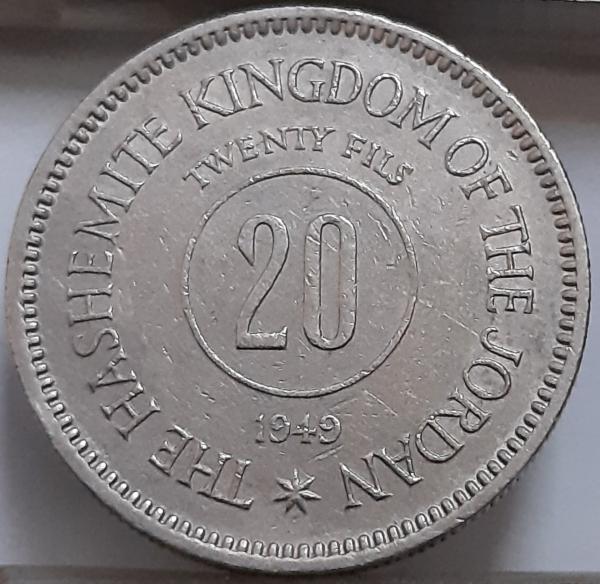 THE HASHEMITE KINGDOM OF THE JORDAN
TWENTY FILS
20
1949